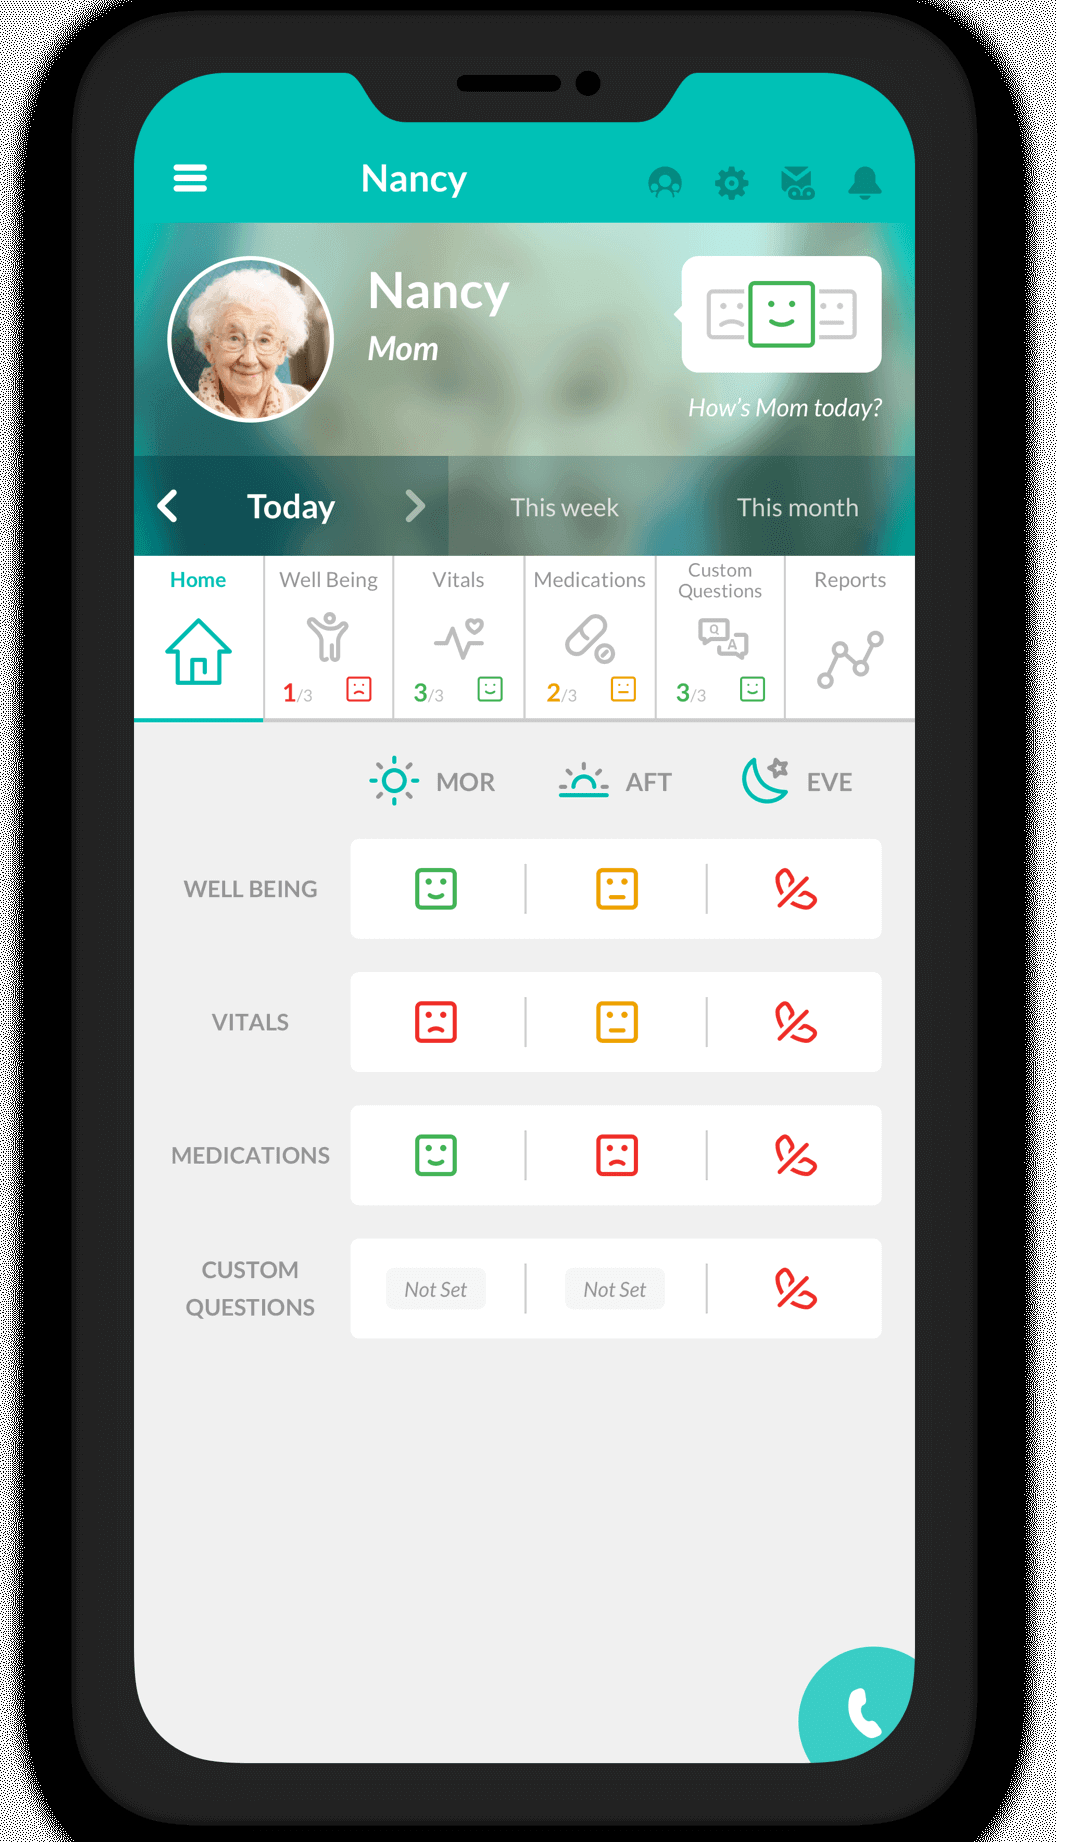 Nancy
Nancy
Mom
How's Mom today?
Today
This week
This month
Home
Well Being
Vitals
Medications
Custom
Questions
Reports
Q
A
1/3
3/3
2/3
3/3
MOR
AFT
EVE
WELL BEING
VITALS
MEDICATIONS
CUSTOM
QUESTIONS
Not Set
Not Set